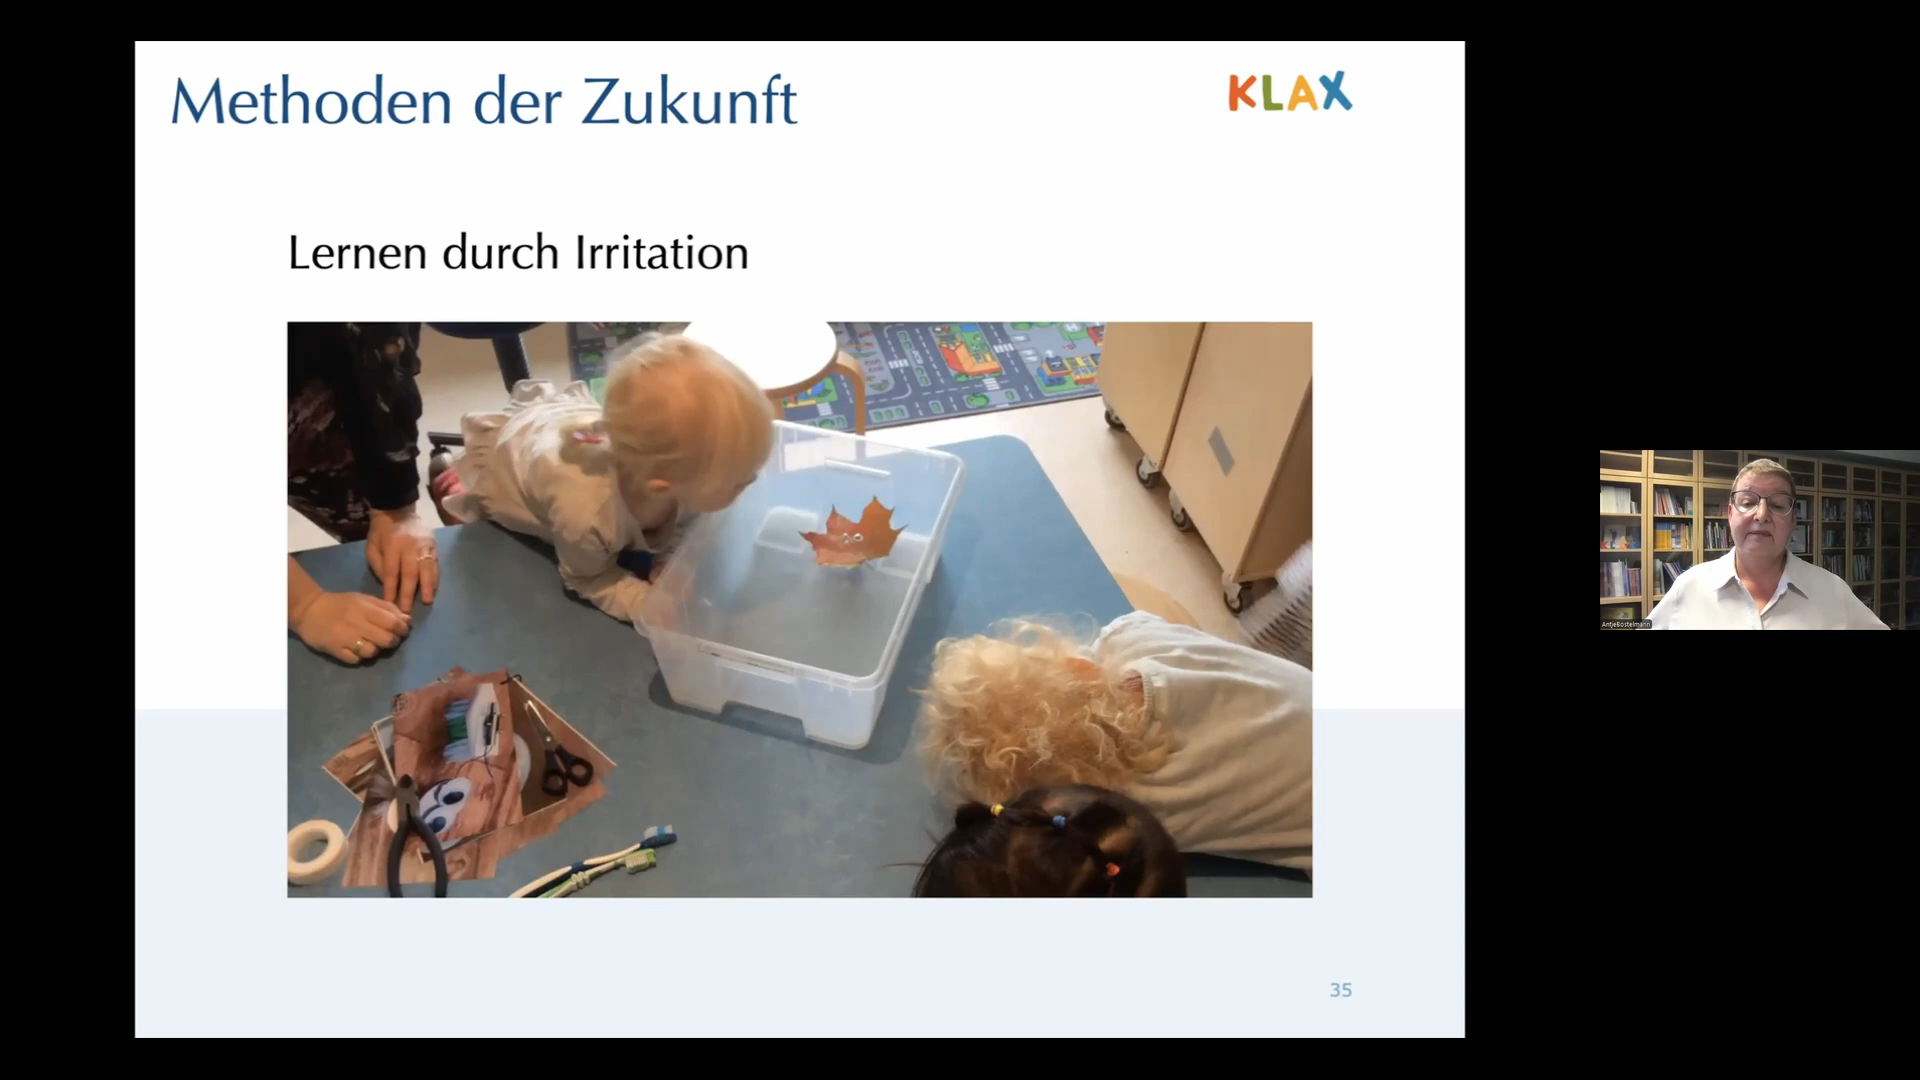 Methoden der Zukunft
KLAX
Lernen durch Irritation
AntjeBostelmann
35